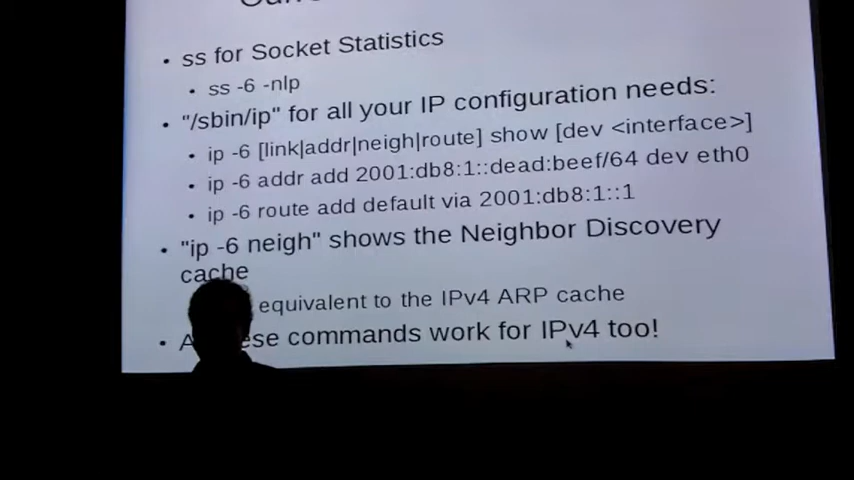 • ss for Socket Statistics
• ss -6 -nlp
• "/sbin/ip" for all your IP configuration needs:
• ip -6 [link|addr|neigh|route] show [dev <interface>]
• ip -6 addr add 2001:db8:1::dead:beef/64 dev eth0
• ip -6 route add default via 2001:db8:1::1
• "ip -6 neigh" shows the Neighbor Discovery
cache
equivalent to the IPv4 ARP cache
• commands work for IPv4 too!